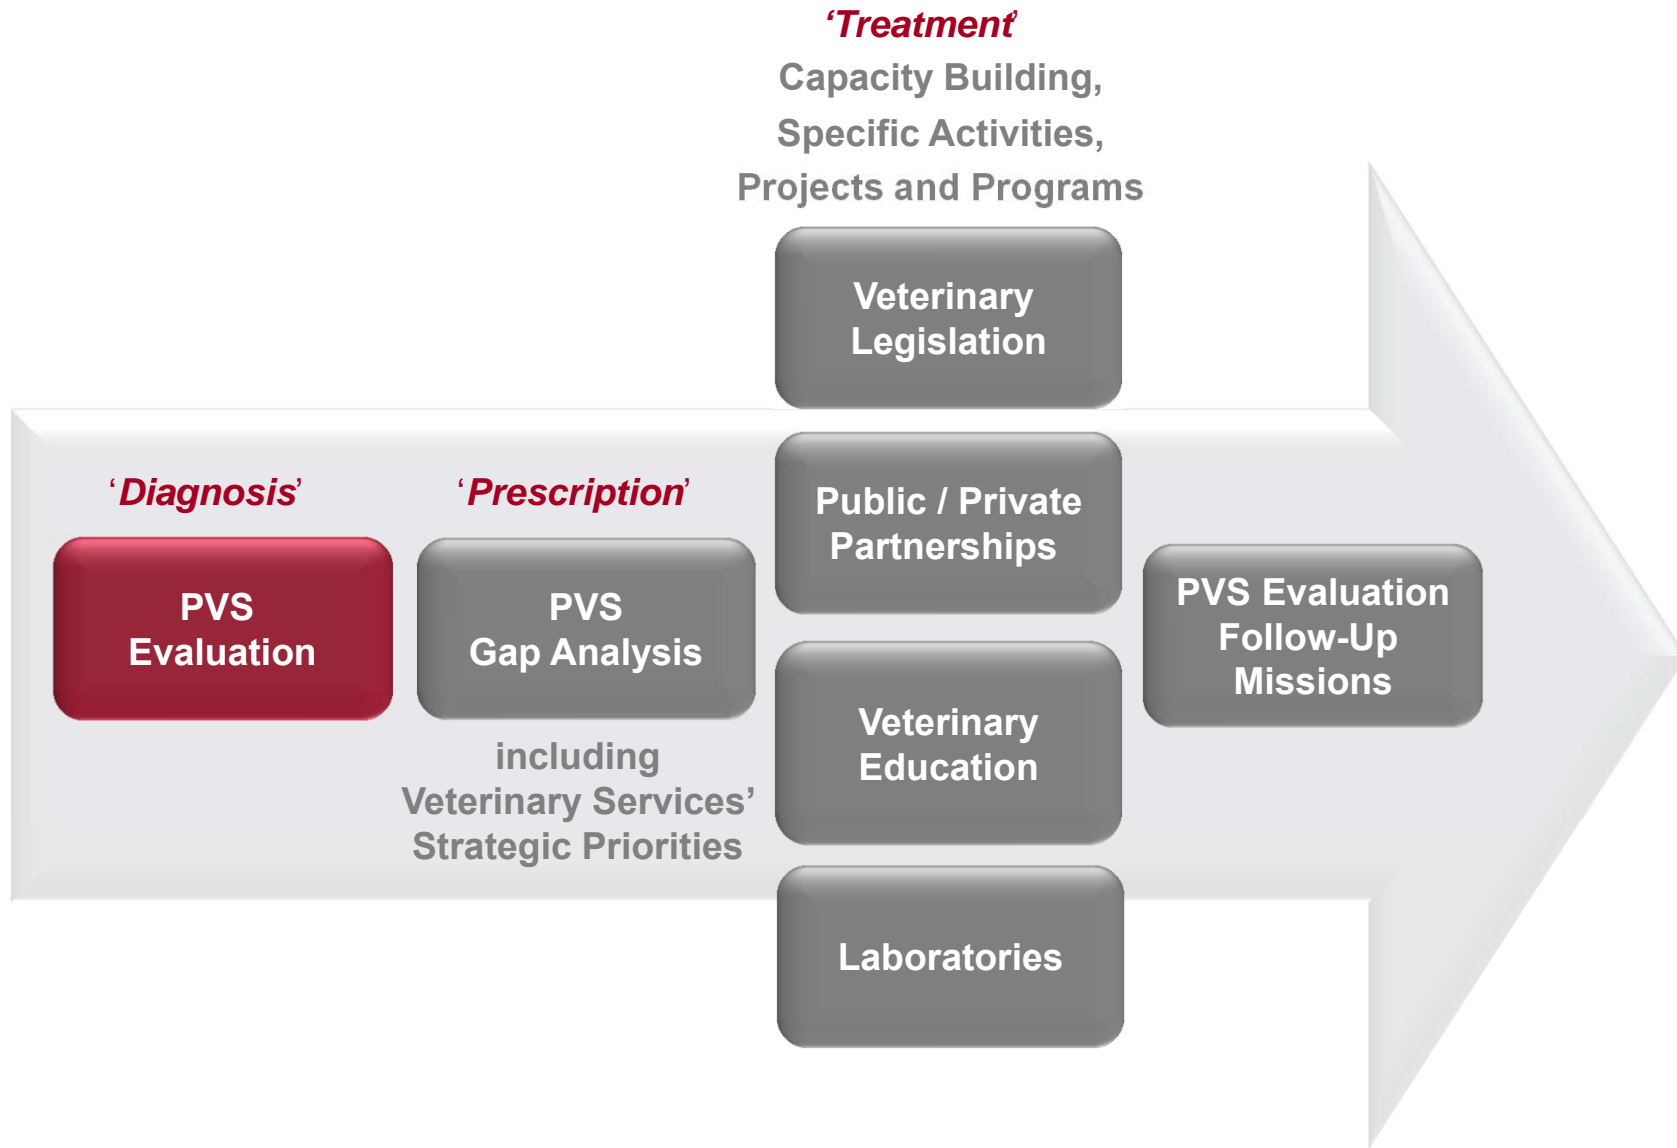 ‘Treatment’
Capacity Building,
Specific Activities,
Projects and Programs
Veterinary
Legislation
‘Diagnosis’
PVS
Evaluation
‘Prescription’
PVS
Gap Analysis
including
Veterinary Services’
Strategic Priorities
Public / Private
Partnerships
Veterinary
Education
Laboratories
PVS Evaluation
Follow-Up
Missions